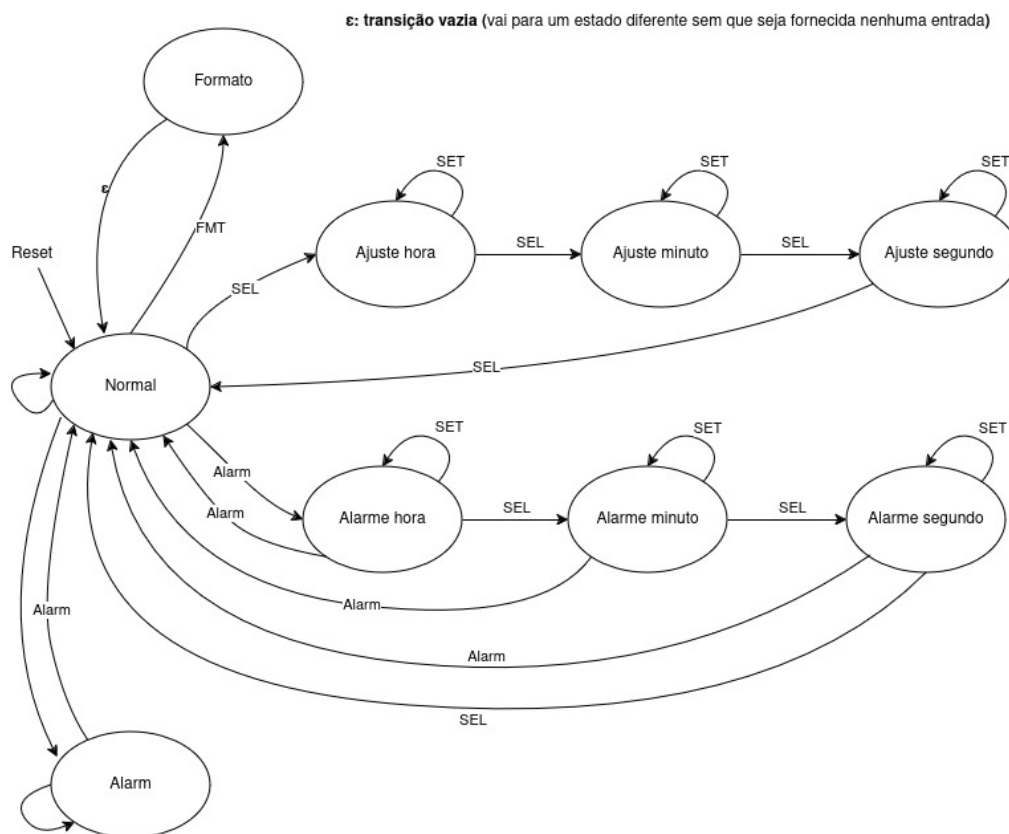 ε: transição vazia (vai para um estado diferente sem que seja fornecida nenhuma entrada)
Formato
ε
FMT
Reset
SET
SET
SET
Ajuste hora
SEL
Ajuste minuto
SEL
Ajuste segundo
SEL
SEL
Normal
SET
SET
SET
Alarm
Alarm
Alarme hora
SEL
Alarme minuto
SEL
Alarme segundo
Alarm
Alarm
Alarm
SEL
Alarm